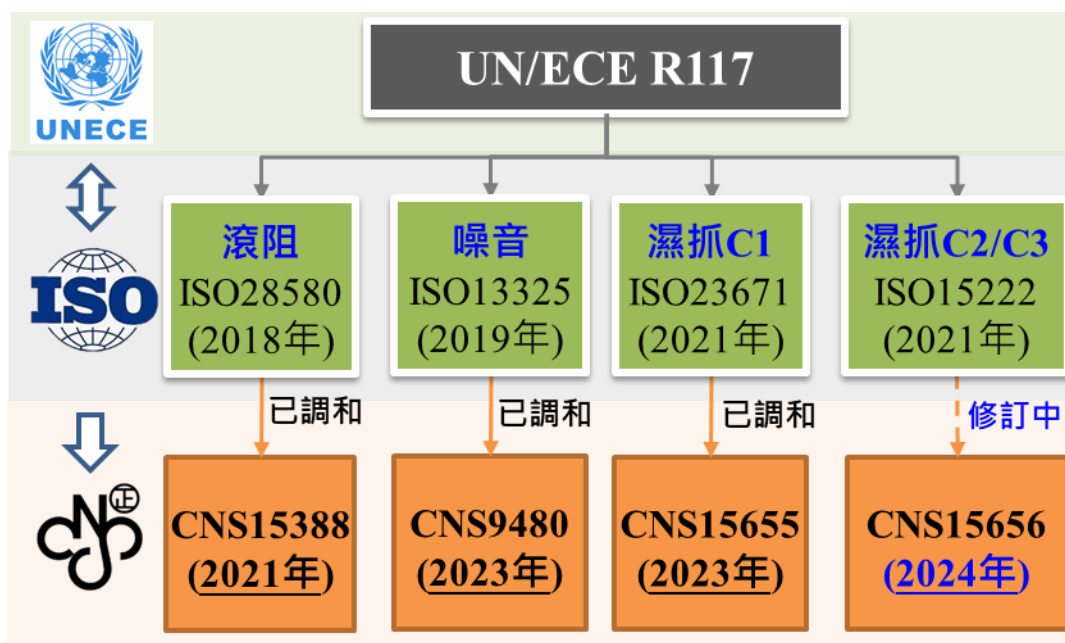 UN/ECE R117
UNECE
滾阻
ISO28580
(2018年)
噪音
ISO13325
(2019年)
濕抓C1
ISO23671
(2021年)
濕抓C2/C3
ISO15222
(2021年)
ISO
已調和
已調和
已調和
修訂中
CNS15388
(2021年)
CNS9480
(2023年)
CNS15655
(2023年)
CNS15656
(2024年)
CNS
正